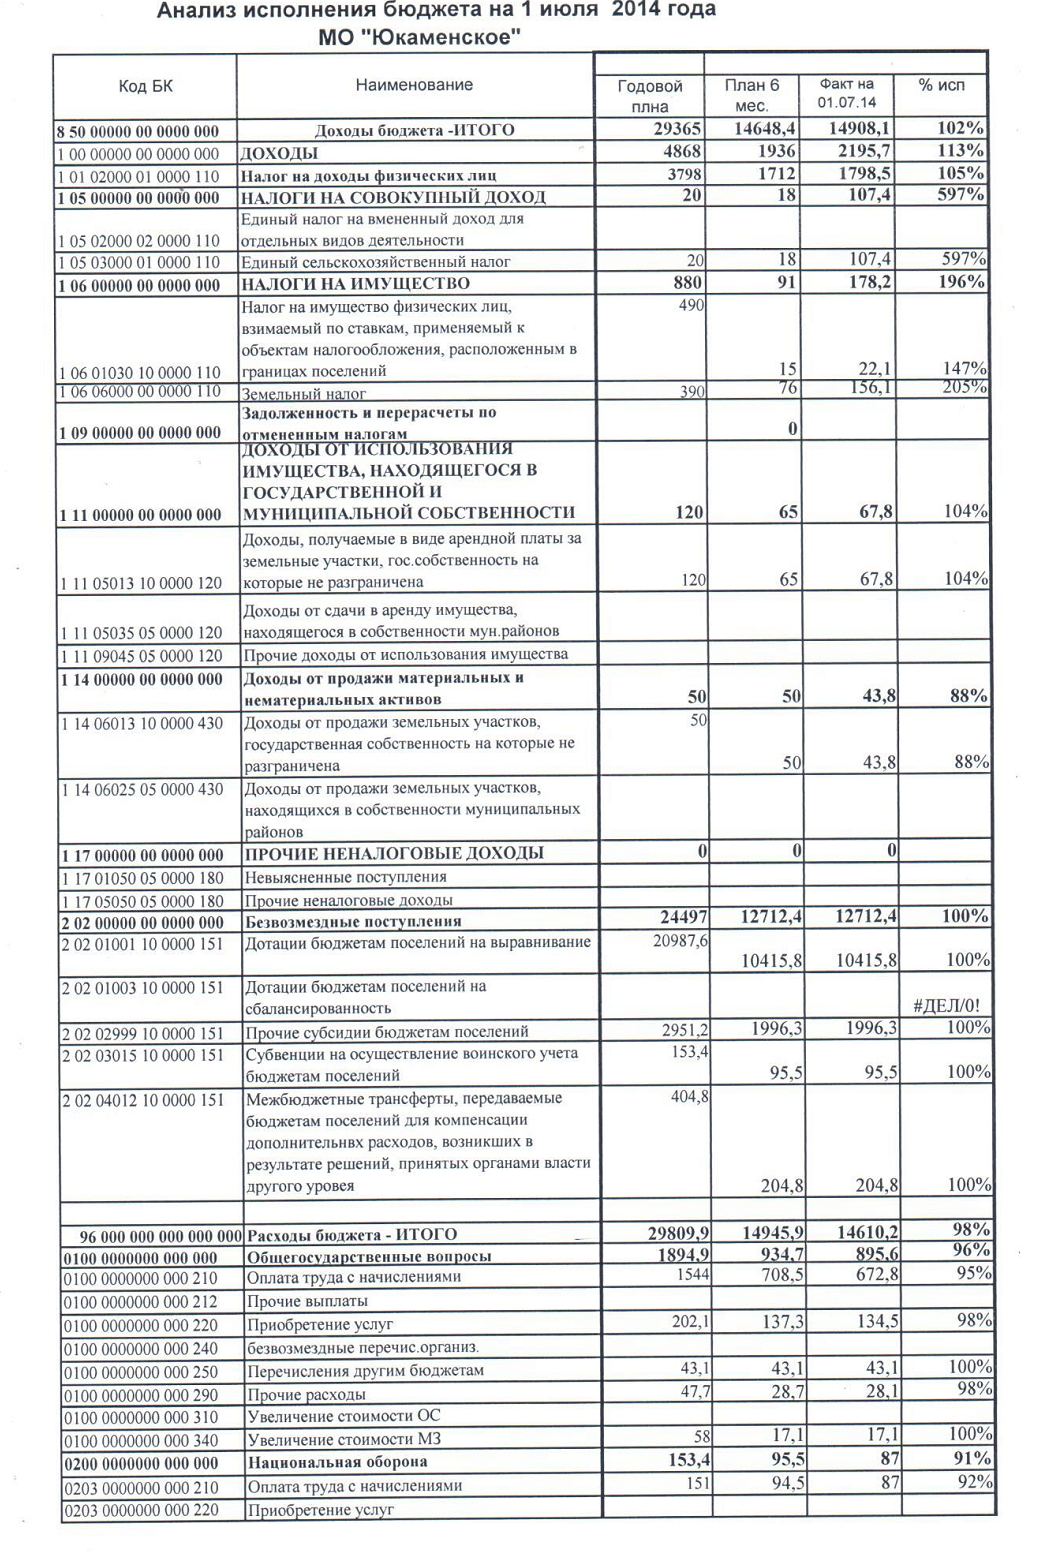 Анализ исполнения бюджета на 1 июля 2014 года
МО "Юкаменское"
Код БК Наименование Годовой плна План 6 мес. Факт на 01.07.14 % исп
8 50 00000 00 0000 000 Доходы бюджета -ИТОГО 29365 14648,4 14908,1 102%
1 00 00000 00 0000 000 ДОХОДЫ 4868 1936 2195,7 113%
1 01 02000 01 0000 110 Налог на доходы физических лиц 3798 1712 1798,5 105%
1 05 00000 00 0000 000 НАЛОГИ НА СОВОКУПНЫЙ ДОХОД 20 18 107,4 597%
Единый налог на вмененный доход для
1 05 02000 02 0000 110 отдельных видов деятельности
1 05 03000 01 0000 110 Единый сельскохозяйственный налог 20 18 107,4 597%
1 06 00000 00 0000 000 НАЛОГИ НА ИМУЩЕСТВО 880 91 178,2 196%
Налог на имущество физических лиц, 490
взимаемый по ставкам, применяемый к
объектам налогообложения, расположенным в
1 06 01030 10 0000 110 границах поселений 15 22,1 147%
1 06 06000 00 0000 110 Земельный налог 390 76 156,1 205%
Задолженность и перерасчеты по
1 09 00000 00 0000 000 отмененным налогам 0
ДОХОДЫ ОТ ИСПОЛЬЗОВАНИЯ
ИМУЩЕСТВА, НАХОДЯЩЕГОСЯ В
ГОСУДАРСТВЕННОЙ И
1 11 00000 00 0000 000 МУНИЦИПАЛЬНОЙ СОБСТВЕННОСТИ 120 65 67,8 104%
Доходы, получаемые в виде арендной платы за
земельные участки, гос.собственность на
1 11 05013 10 0000 120 которые не разграничена 120 65 67,8 104%
Доходы от сдачи в аренду имущества,
1 11 05035 05 0000 120 находящегося в собственности мун.районов
1 11 09045 05 0000 120 Прочие доходы от использования имущества
1 14 00000 00 0000 000 Доходы от продажи материальных и
нематериальных активов 50 50 43,8 88%
1 14 06013 10 0000 430 Доходы от продажи земельных участков, 50
государственная собственность на которые не
разграничена 50 43,8 88%
1 14 06025 05 0000 430 Доходы от продажи земельных участков,
находящихся в собственности муниципальных
районов
1 17 00000 00 0000 000 ПРОЧИЕ НЕНАЛОГОВЫЕ ДОХОДЫ 0 0 0
1 17 01050 05 0000 180 Невыясненные поступления
1 17 05050 05 0000 180 Прочие неналоговые доходы
2 02 00000 00 0000 000 Безвозмездные поступления 24497 12712,4 12712,4 100%
2 02 01001 10 0000 151 Дотации бюджетам поселений на выравнивание 20987,6
10415,8 10415,8 100%
2 02 01003 10 0000 151 Дотации бюджетам поселений на
сбалансированность #ДЕЛ/0!
2 02 02999 10 0000 151 Прочие субсидии бюджетам поселений 2951,2 1996,3 1996,3 100%
2 02 03015 10 0000 151 Субвенции на осуществление воинского учета 153,4
бюджетам поселений 95,5 95,5 100%
2 02 04012 10 0000 151 Межбюджетные трансферты, передаваемые 404,8
бюджетам поселений для компенсации
дополнительнвх расходов, возникших в
результате решений, принятых органами власти
другого уровея 204,8 204,8 100%
96 000 000 000 000 000 Расходы бюджета - ИТОГО 29809,9 14945,9 14610,2 98%
0100 0000000 000 000 Общегосударственные вопросы 1894,9 934,7 895,6 96%
0100 0000000 000 210 Оплата труда с начислениями 1544 708,5 672,8 95%
0100 0000000 000 212 Прочие выплаты
0100 0000000 000 220 Приобретение услуг 202,1 137,3 134,5 98%
0100 0000000 000 240 безвозмездные перечис.организ.
0100 0000000 000 250 Перечисления другим бюджетам 43,1 43,1 43,1 100%
0100 0000000 000 290 Прочие расходы 47,7 28,7 28,1 98%
0100 0000000 000 310 Увеличение стоимости ОС
0100 0000000 000 340 Увеличение стоимости МЗ 58 17,1 17,1 100%
0200 0000000 000 000 Национальная оборона 153,4 95,5 87 91%
0203 0000000 000 210 Оплата труда с начислениями 151 94,5 87 92%
0203 0000000 000 220 Приобретение услуг